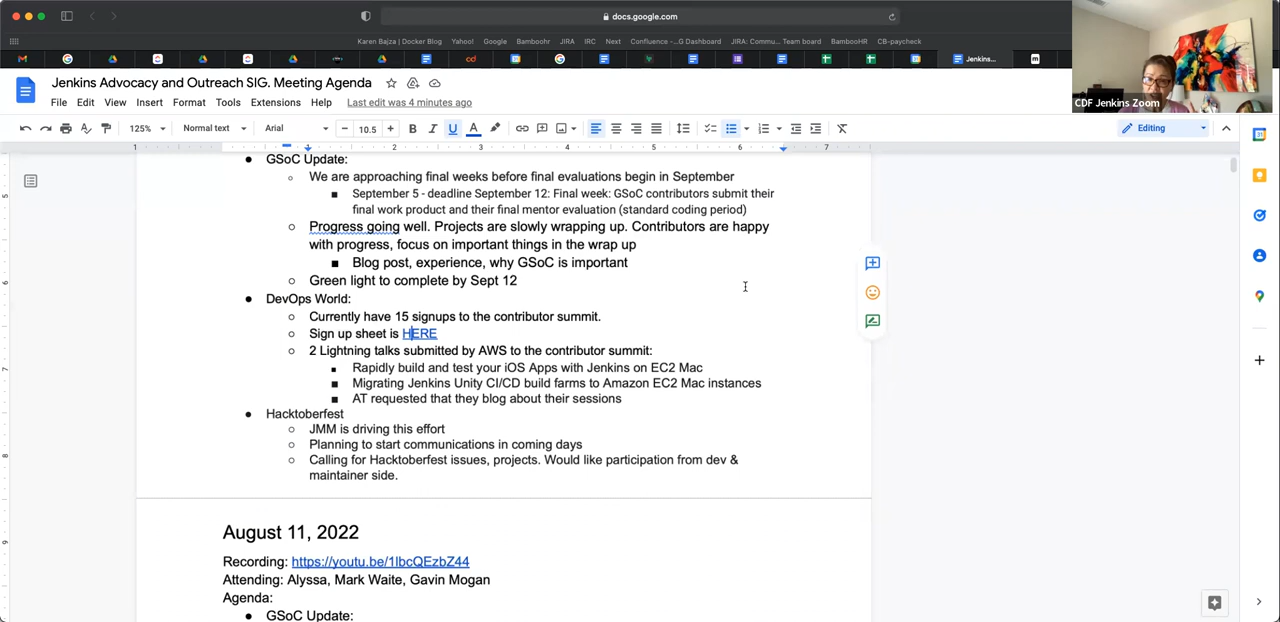 docs.google.com
Karen Bajza | Docker Blog Yahoo! Google Bamboohr JIRA IRC Next Confluence ...G Dashboard JIRA: Commu... Team board BambooHR CB-paycheck
Jenkins...
Jenkins Advocacy and Outreach SIG. Meeting Agenda
CDF Jenkins Zoom
File Edit View Insert Format Tools Extensions Help Last edit was 4 minutes ago
125% Normal text Arial 10.5 Editing
1 2 3 4 5 6 7
GSoC Update:
We are approaching final weeks before final evaluations begin in September
September 5 - deadline September 12: Final week: GSoC contributors submit their
final work product and their final mentor evaluation (standard coding period)
Progress going well. Projects are slowly wrapping up. Contributors are happy
with progress, focus on important things in the wrap up
Blog post, experience, why GSoC is important
Green light to complete by Sept 12
DevOps World:
Currently have 15 signups to the contributor summit.
Sign up sheet is HERE
2 Lightning talks submitted by AWS to the contributor summit:
Rapidly build and test your iOS Apps with Jenkins on EC2 Mac
Migrating Jenkins Unity CI/CD build farms to Amazon EC2 Mac instances
AT requested that they blog about their sessions
Hacktoberfest
JMM is driving this effort
Planning to start communications in coming days
Calling for Hacktoberfest issues, projects. Would like participation from dev &
maintainer side.
August 11, 2022
Recording: https://youtu.be/1lbcQEzbZ44
Attending: Alyssa, Mark Waite, Gavin Mogan
Agenda:
GSoC Update: